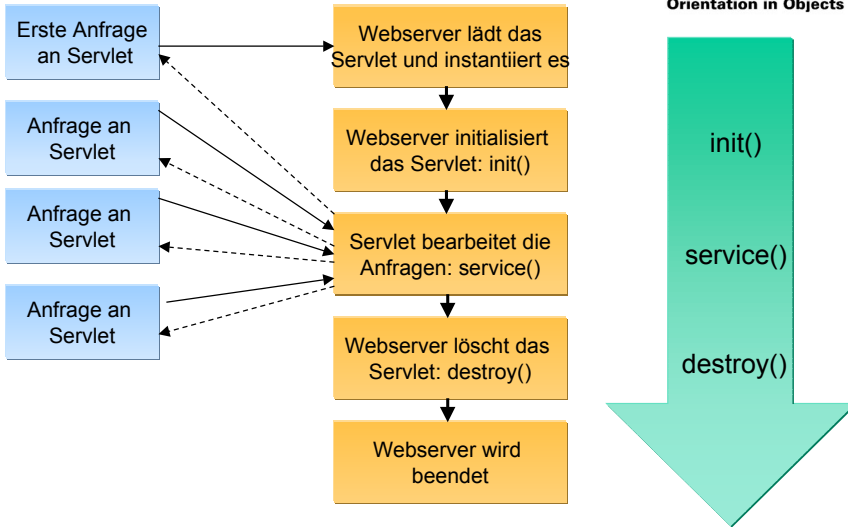 Orientation in Objects
Erste Anfrage
an Servlet
Anfrage an
Servlet
Anfrage an
Servlet
Anfrage an
Servlet
Webserver lädt das
Servlet und instantiiert es
Webserver initialisiert
das Servlet: init()
Servlet bearbeitet die
Anfragen: service()
Webserver löscht das
Servlet: destroy()
Webserver wird
beendet
init()
service()
destroy()